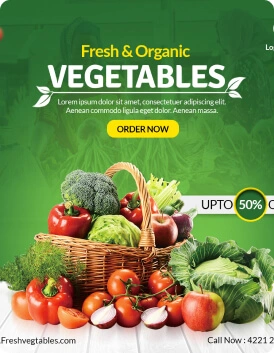 Lo
Fresh & Organic
VEGETABLES
Lorem ipsum dolor sit amet, consectetuer adipiscing elit.
Aenean commodo ligula eget dolor. Aenean massa.
ORDER NOW
UPTO 50% O
.Freshvegtables.com
Call Now : 4221 2